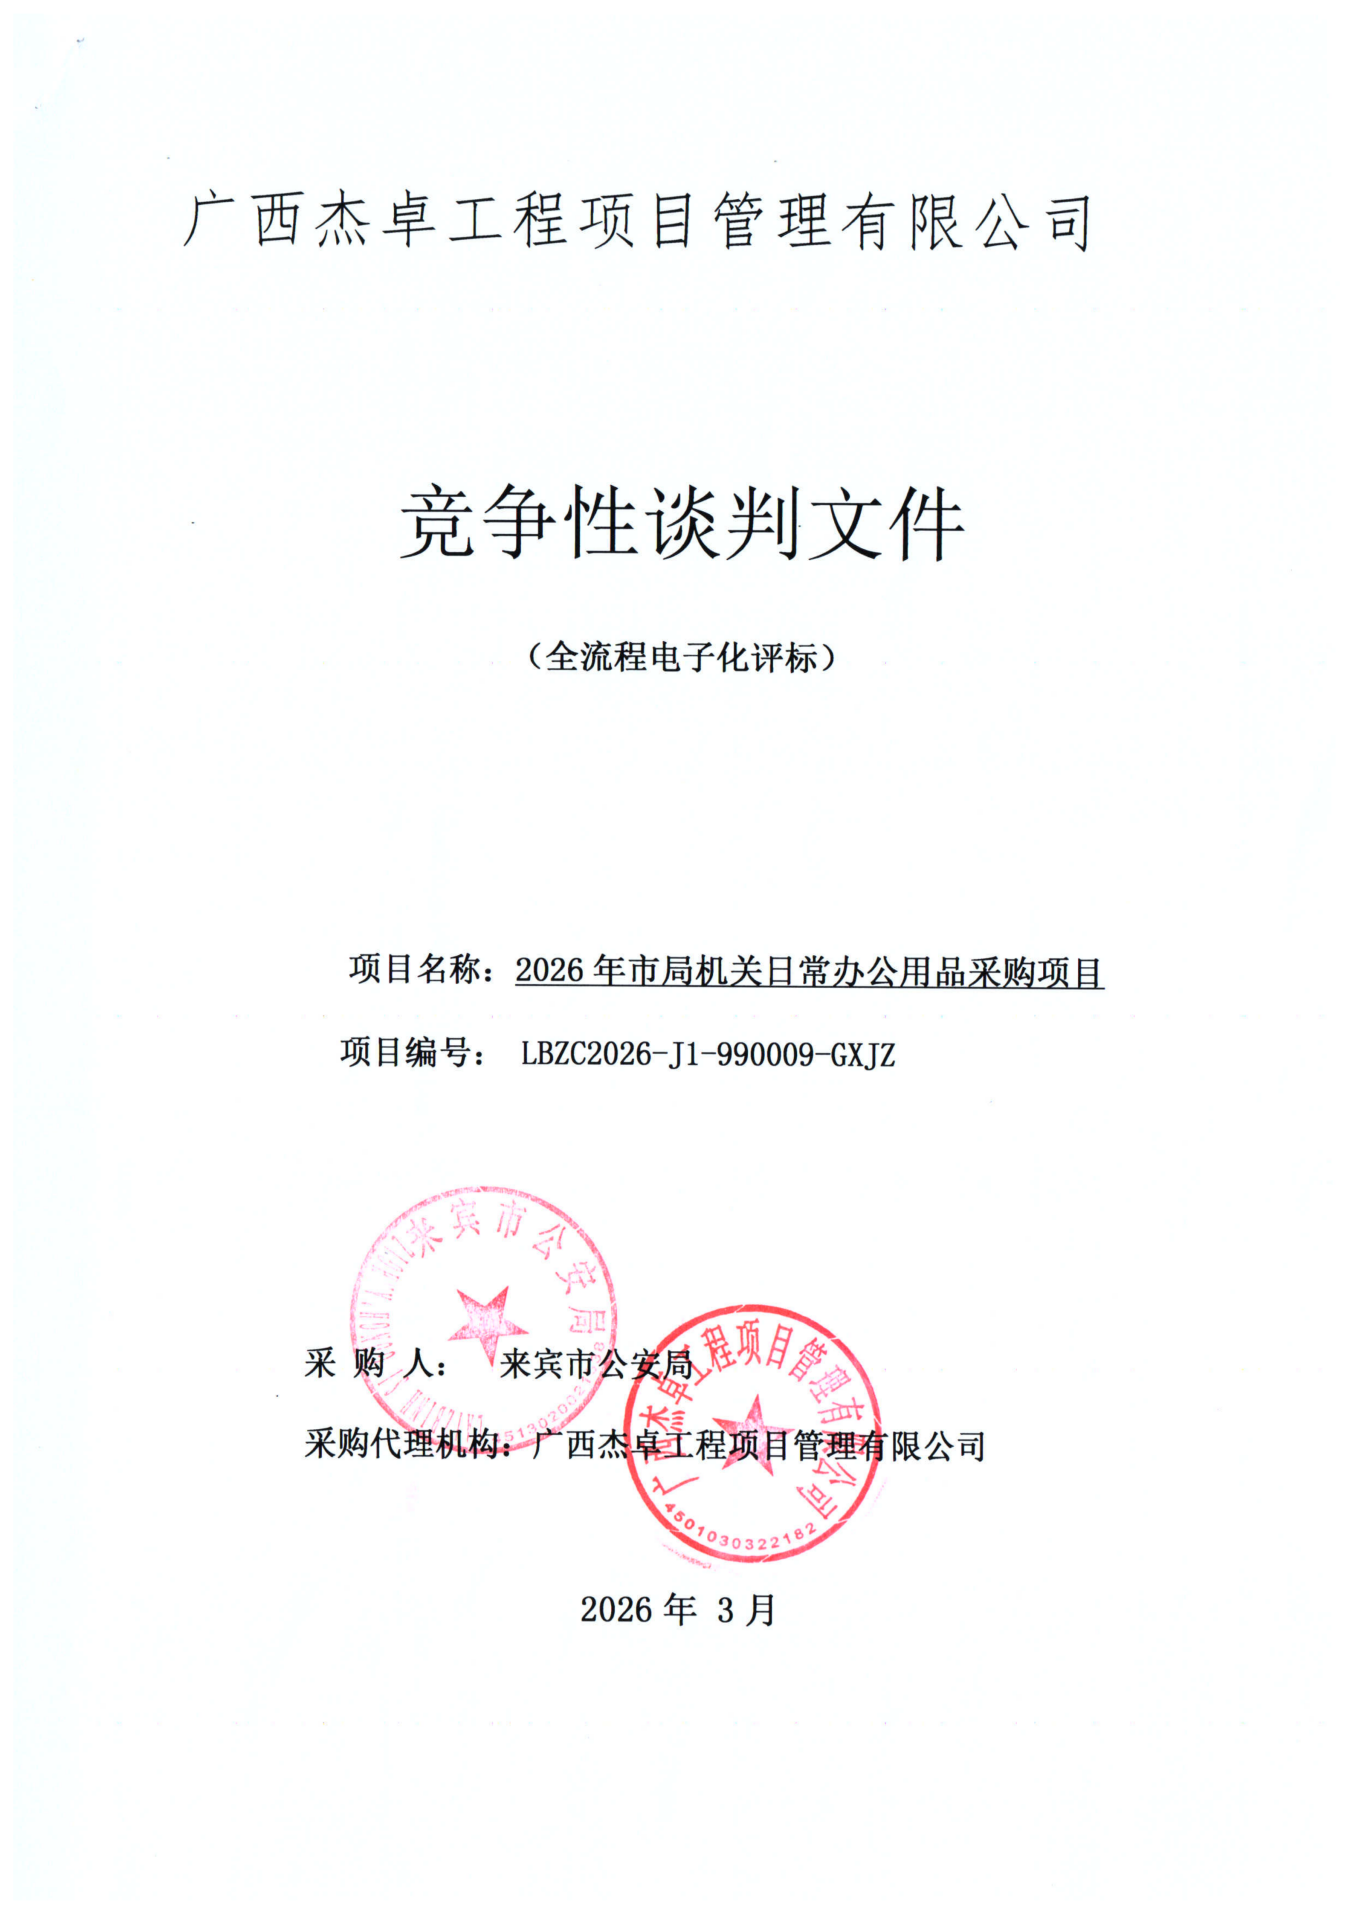 广西杰卓工程项目管理有限公司
竞争性谈判文件
（全流程电子化评标）
项目名称：2026年市局机关日常办公用品采购项目
项目编号： LBZC2026-J1-990009-GXJZ
来宾市公安局
采 购 人： 来宾市公安局
采购代理机构：广西杰卓工程项目管理有限公司
广西杰卓工程项目管理有限公司
4501030322182
2026年 3月